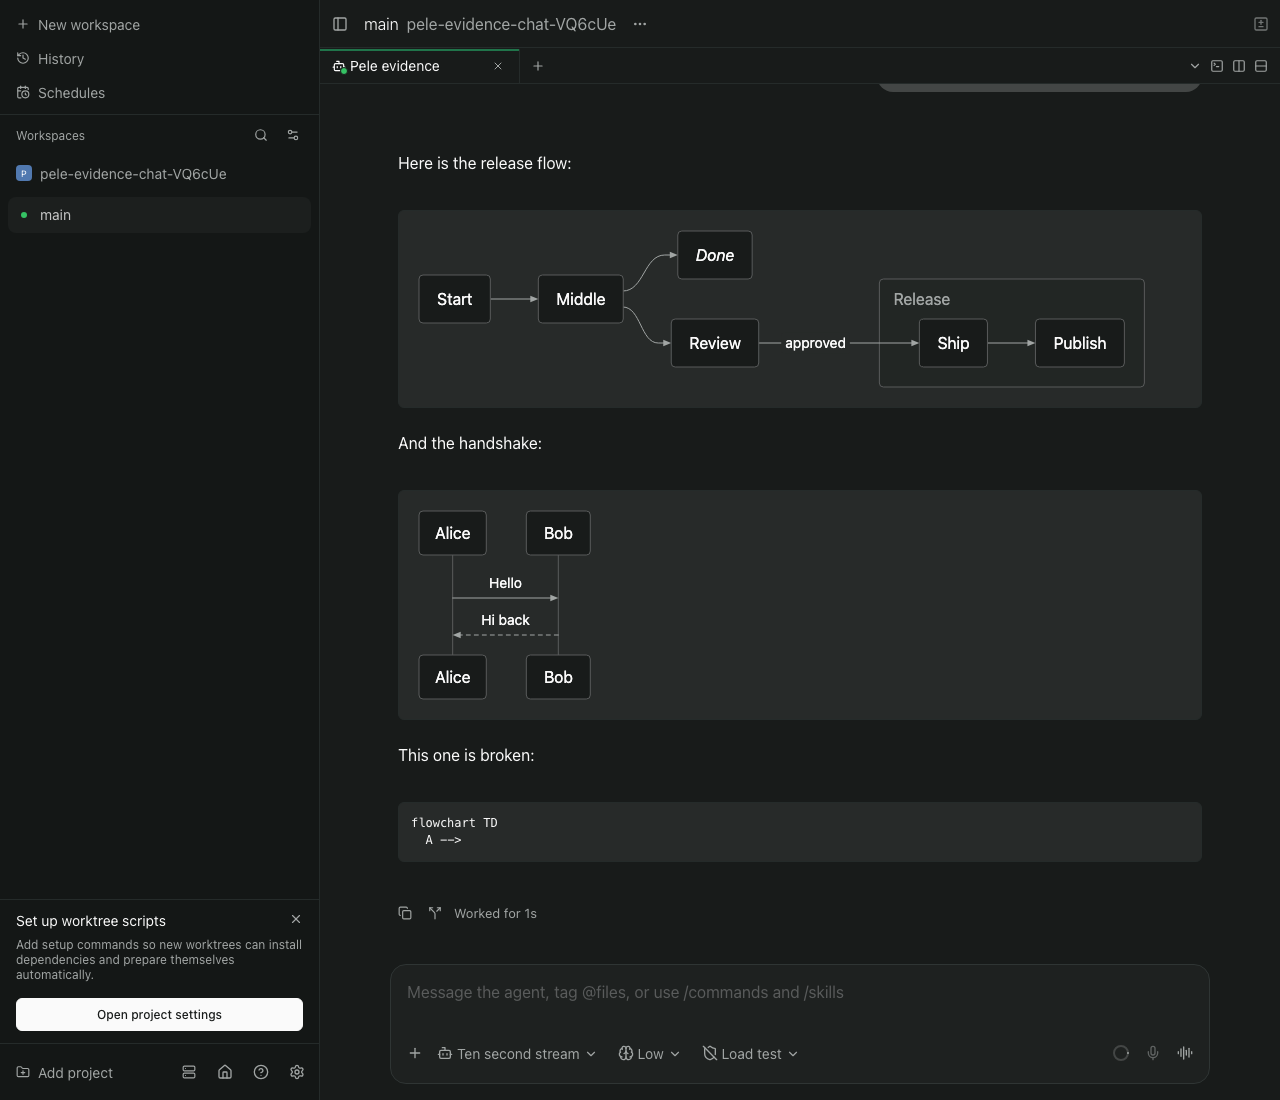 New workspace
History
Schedules
Workspaces
P
pele-evidence-chat-VQ6cUe
main
Set up worktree scripts
Add setup commands so new worktrees can install
dependencies and prepare themselves
automatically.
Open project settings
Add project
main pele-evidence-chat-VQ6cUe
Pele evidence
Here is the release flow:
Start
Middle
Done
Review
approved
Release
Ship
Publish
And the handshake:
Alice
Bob
Hello
Hi back
Alice
Bob
This one is broken:
flowchart TD
A -->
Worked for 1s
Message the agent, tag @files, or use /commands and /skills
Ten second stream
Low
Load test